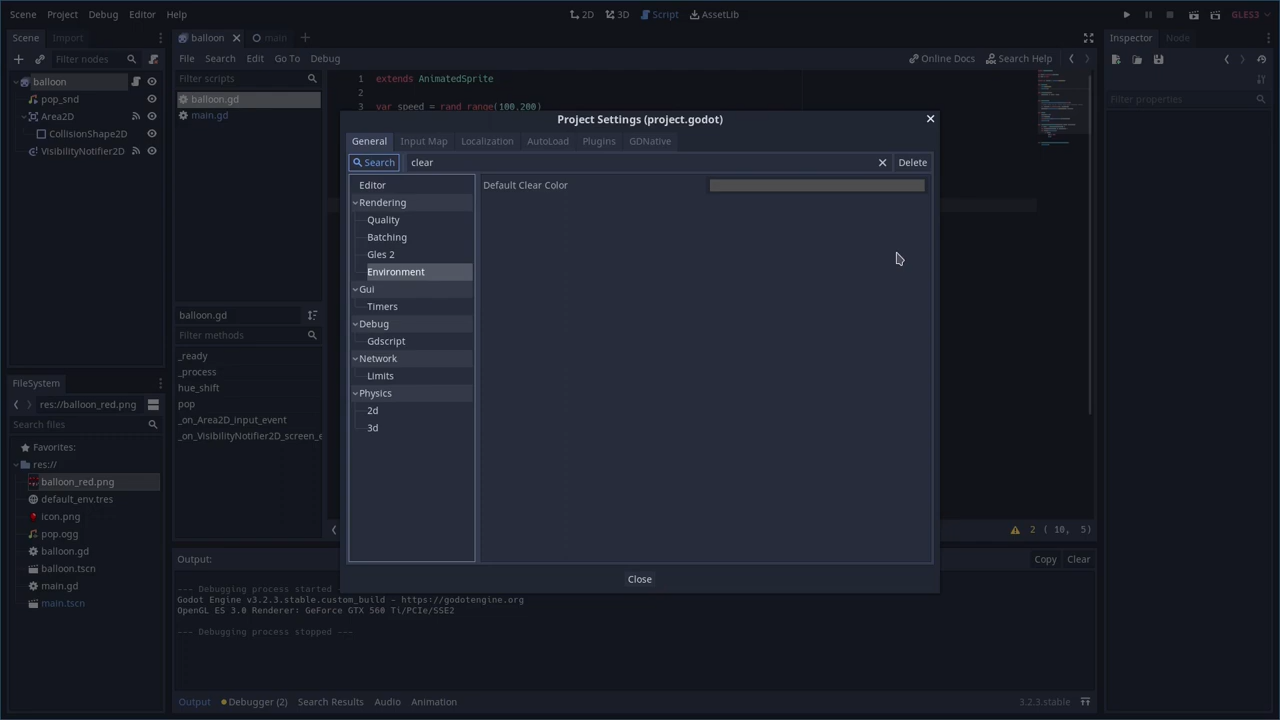 Scene Project Debug Editor Help
2D 3D Script AssetLib
GLES3
Scene Import
balloon main
Inspector Node
Filter nodes
File Search Edit Go To Debug
Online Docs Search Help
balloon
pop_snd
Area2D
CollisionShape2D
VisibilityNotifier2D
Filter scripts
balloon.gd
main.gd
1 extends AnimatedSprite
2
3 var speed = rand_range(100,200)
Filter properties
Project Settings (project.godot)
General Input Map Localization AutoLoad Plugins GDNative
Search clear Delete
Editor
Rendering
Quality
Batching
Gles 2
Environment
Gui
Timers
Debug
Gdscript
Network
Limits
Physics
2d
3d
Default Clear Color
Close
balloon.gd
Filter methods
_ready
_process
hue_shift
pop
_on_Area2D_input_event
_on_VisibilityNotifier2D_screen_e
2 ( 10, 5)
FileSystem
res://balloon_red.png
Search files
Favorites:
res://
balloon_red.png
default_env.tres
icon.png
pop.ogg
balloon.gd
balloon.tscn
main.gd
main.tscn
Output:
Copy Clear
--- Debugging process started ---
Godot Engine v3.2.3.stable.custom_build - https://godotengine.org
OpenGL ES 3.0 Renderer: GeForce GTX 560 Ti/PCIe/SSE2
--- Debugging process stopped ---
Output Debugger (2) Search Results Audio Animation
3.2.3.stable